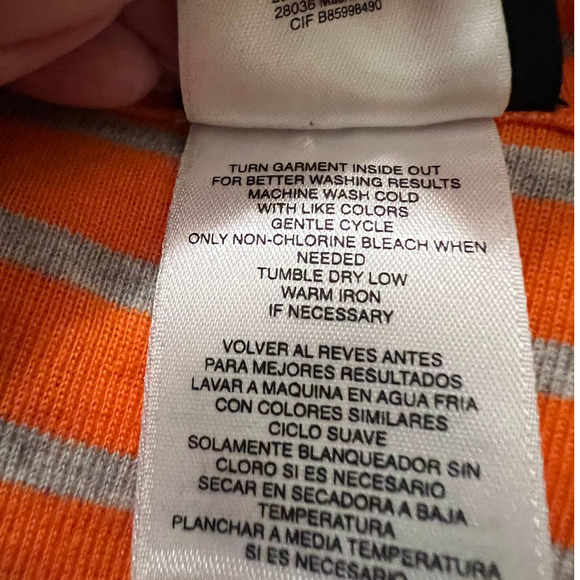 28036
CIF B85998490
TURN GARMENT INSIDE OUT
FOR BETTER WASHING RESULTS
MACHINE WASH COLD
WITH LIKE COLORS
GENTLE CYCLE
ONLY NON-CHLORINE BLEACH WHEN
NEEDED
TUMBLE DRY LOW
WARM IRON
IF NECESSARY
VOLVER AL REVES ANTES
PARA MEJORES RESULTADOS
LAVAR A MAQUINA EN AGUA FRIA
CON COLORES SIMILARES
CICLO SUAVE
SOLAMENTE BLANQUEADOR SIN
CLORO SI ES NECESARIO
SECAR EN SECADORA A BAJA
TEMPERATURA
PLANCHAR A MEDIA TEMPERATURA
SI ES NECESARIO